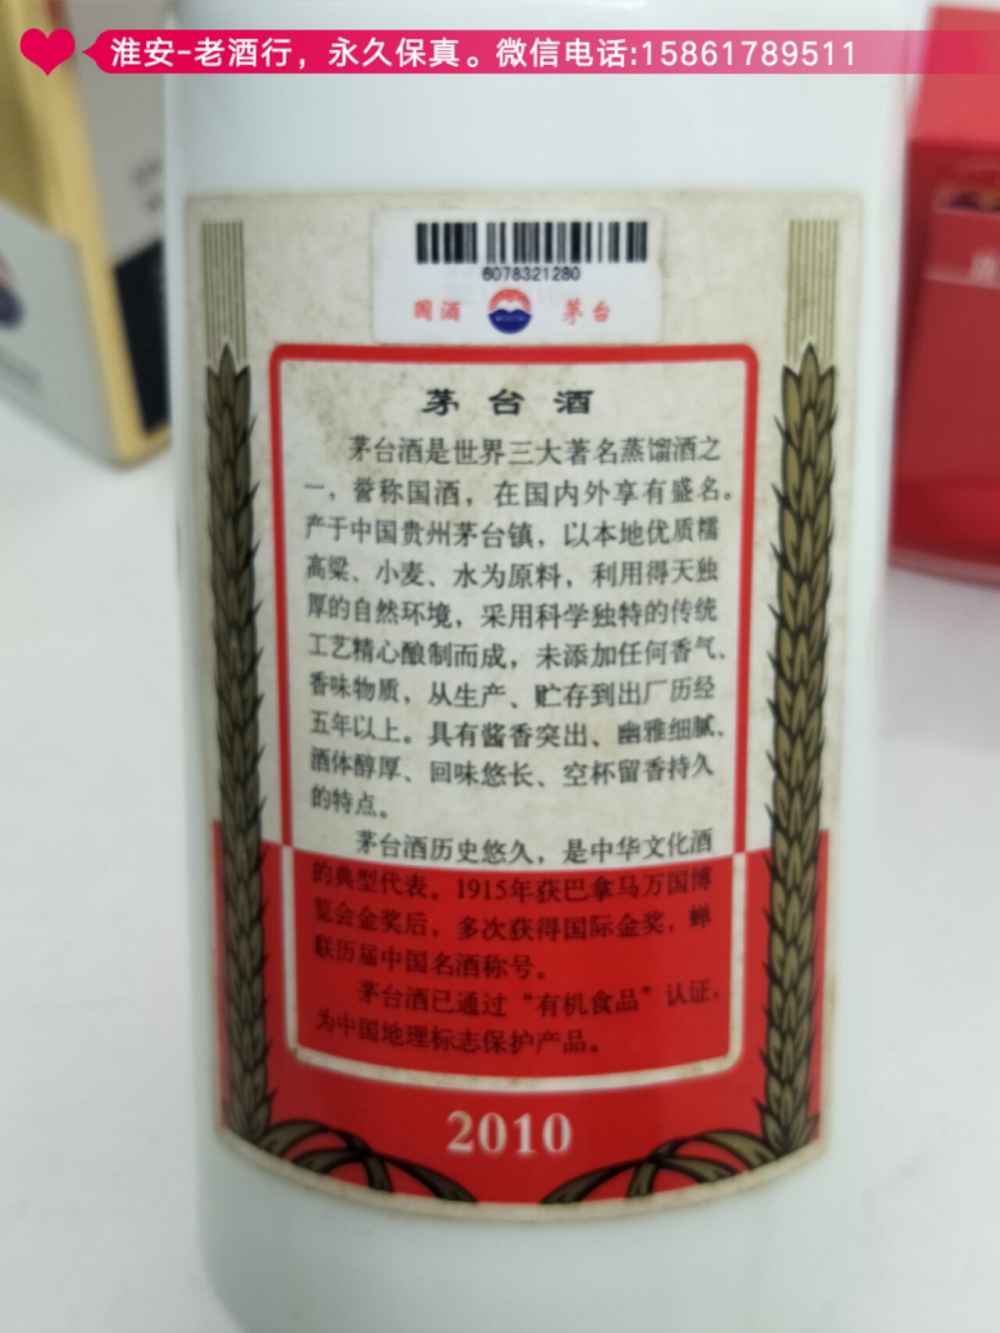 淮安-老酒行，永久保真。微信电话:15861789511
6078321280
国酒 茅台
茅台酒
茅台酒是世界三大著名蒸馏酒之
一，誉称国酒，在国内外享有盛名。
产于中国贵州茅台镇，以本地优质糯
高粱、小麦、水为原料，利用得天独
厚的自然环境，采用科学独特的传统
工艺精心酿制而成，未添加任何香气、
香味物质，从生产、贮存到出厂历经
五年以上。具有酱香突出、幽雅细腻、
酒体醇厚、回味悠长、空杯留香持久
的特点。
茅台酒历史悠久，是中华文化酒
的典型代表。1915年获巴拿马万国博
览会金奖后，多次获得国际金奖，蝉
联历届中国名酒称号。
茅台酒已通过“有机食品”认证，
为中国地理标志保护产品。
2010